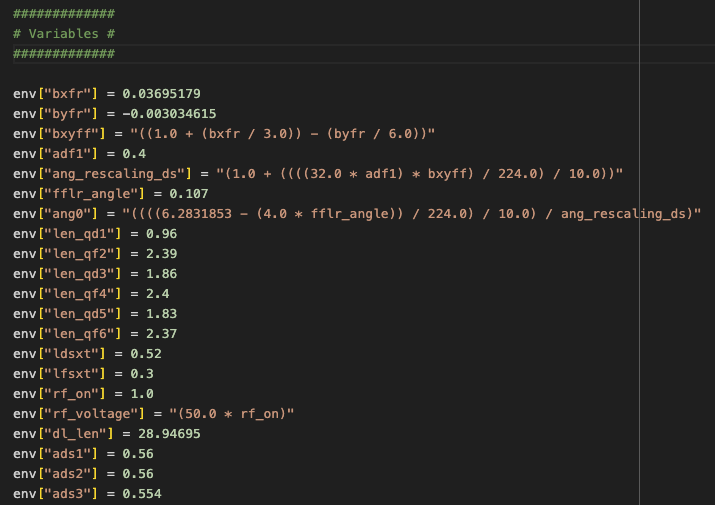 #############
# Variables #
#############
env["bxfr"] = 0.03695179
env["byfr"] = -0.003034615
env["bxyff"] = "((1.0 + (bxfr / 3.0)) - (byfr / 6.0))"
env["adf1"] = 0.4
env["ang_rescaling_ds"] = "(1.0 + ((((32.0 * adf1) * bxyff) / 224.0) / 10.0))"
env["fflr_angle"] = 0.107
env["ang0"] = "((((6.2831853 - (4.0 * fflr_angle)) / 224.0) / 10.0) / ang_rescaling_ds)"
env["len_qd1"] = 0.96
env["len_qf2"] = 2.39
env["len_qd3"] = 1.86
env["len_qf4"] = 2.4
env["len_qd5"] = 1.83
env["len_qf6"] = 2.37
env["ldsxt"] = 0.52
env["lfsxt"] = 0.3
env["rf_on"] = 1.0
env["rf_voltage"] = "(50.0 * rf_on)"
env["dl_len"] = 28.94695
env["ads1"] = 0.56
env["ads2"] = 0.56
env["ads3"] = 0.554